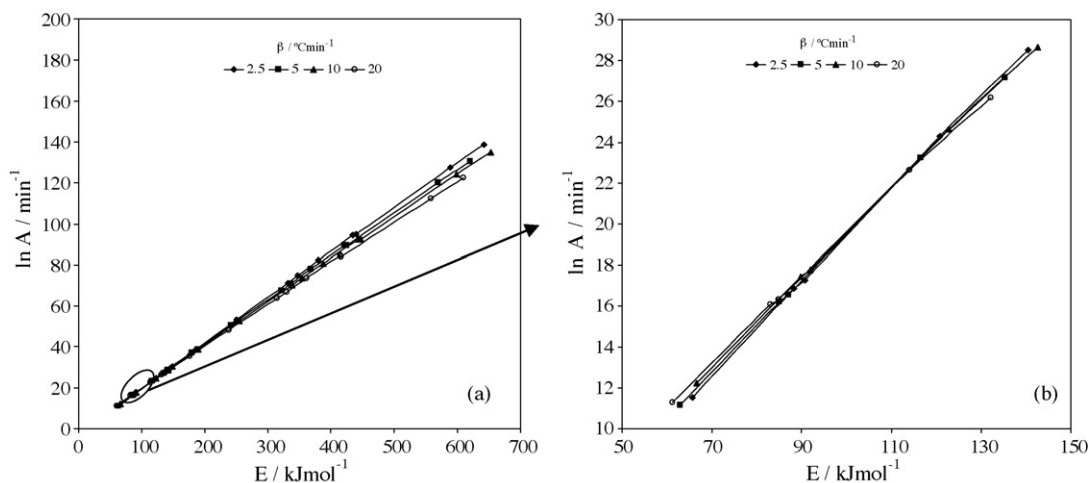 200
180
160
140
120
100
80
60
40
20
0
ln A / min⁻¹
β / ºCmin⁻¹
2.5 5 10 20
(a)
0 100 200 300 400 500 600 700
E / kJmol⁻¹
30
28
26
24
22
20
18
16
14
12
10
ln A / min⁻¹
β / ºCmin⁻¹
2.5 5 10 20
(b)
50 70 90 110 130 150
E / kJmol⁻¹